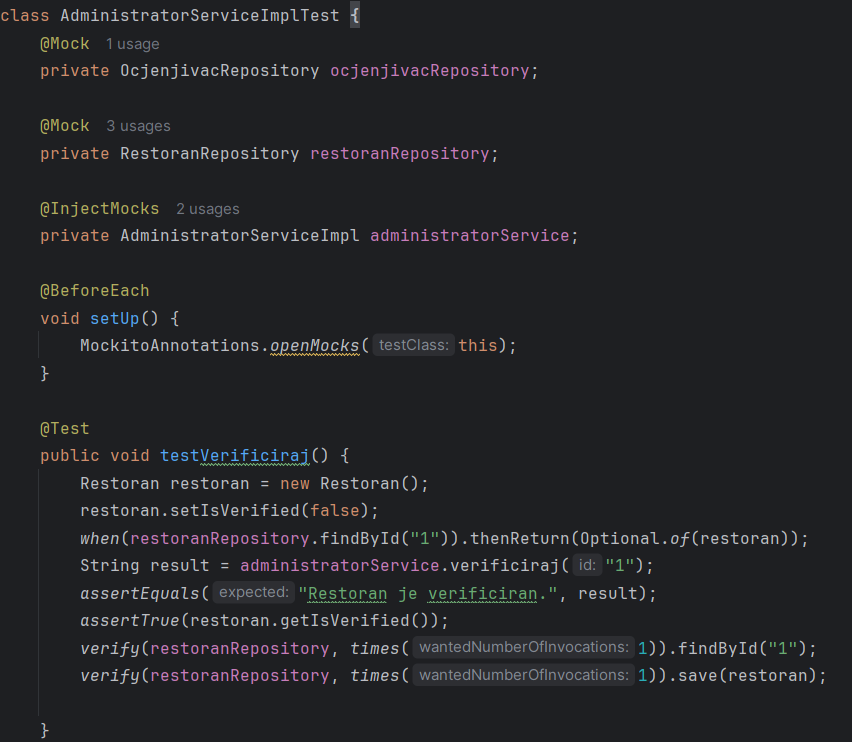 class AdministratorServiceImplTest {
@Mock 1 usage
private OcjenjivacRepository ocjenjivacRepository;
@Mock 3 usages
private RestoranRepository restoranRepository;
@InjectMocks 2 usages
private AdministratorServiceImpl administratorService;
@BeforeEach
void setUp() {
MockitoAnnotations.openMocks( testClass: this);
}
@Test
public void testVerificiraj() {
Restoran restoran = new Restoran();
restoran.setIsVerified(false);
when(restoranRepository.findById("1")).thenReturn(Optional.of(restoran));
String result = administratorService.verificiraj( id: "1");
assertEquals( expected: "Restoran je verificiran.", result);
assertTrue(restoran.getIsVerified());
verify(restoranRepository, times( wantedNumberOfInvocations: 1)).findById("1");
verify(restoranRepository, times( wantedNumberOfInvocations: 1)).save(restoran);
}